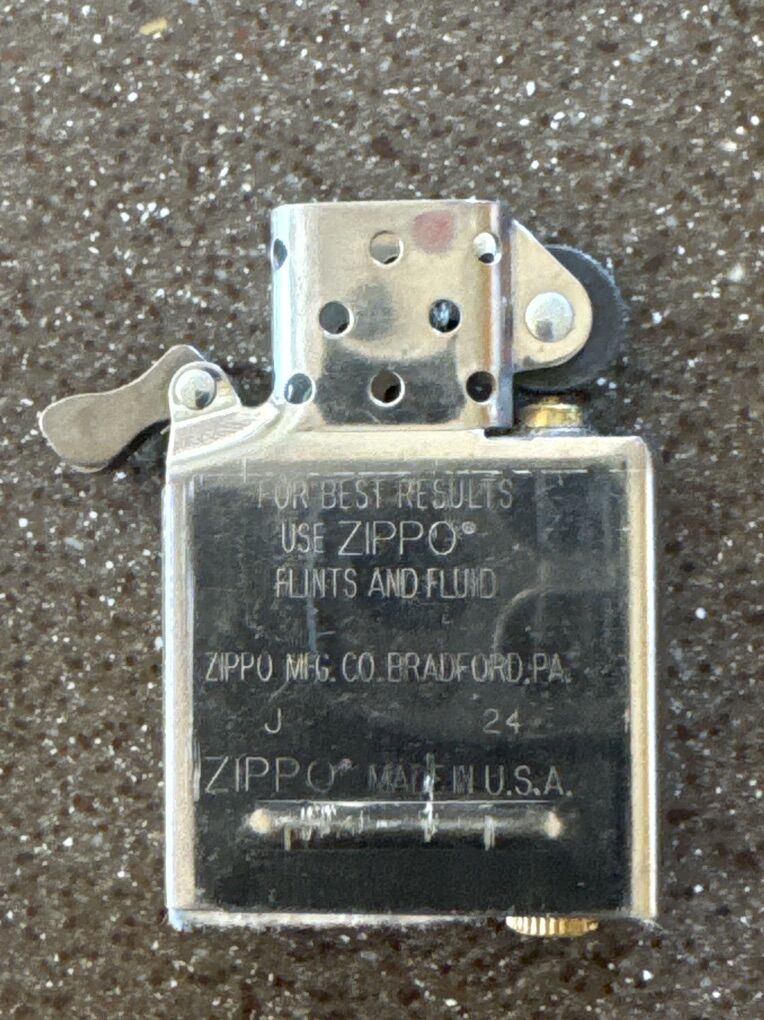 FOR BEST RESULTS
USE ZIPPO®
FLINTS AND FLUID
ZIPPO MFG. CO. BRADFORD, PA.
J 24
ZIPPO® MADE IN U.S.A.